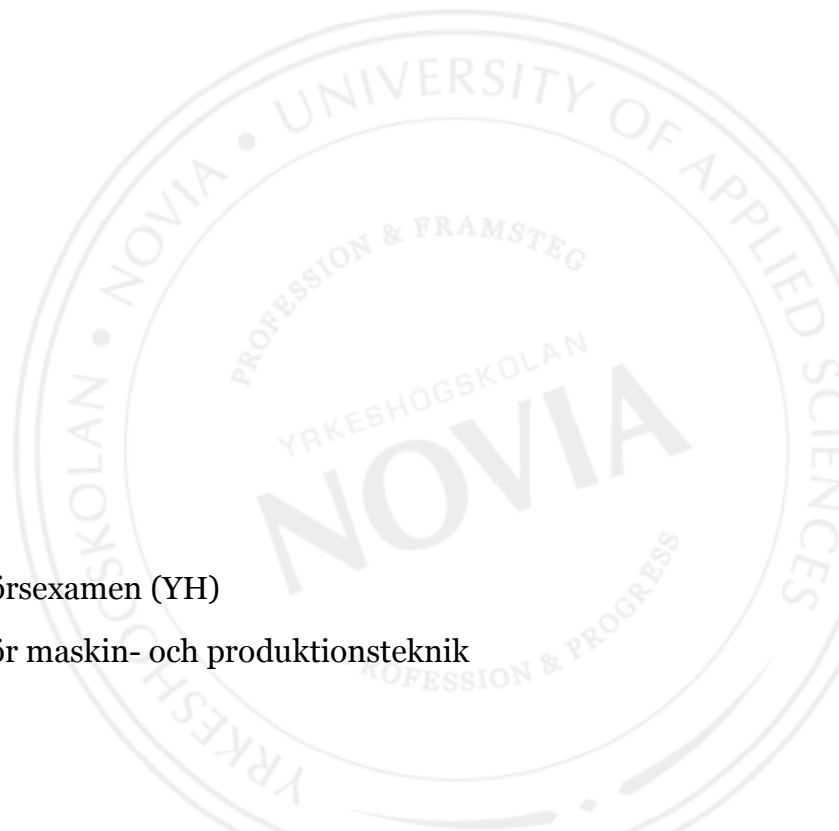 YRKESHÖGSKOLAN • NOVIA • UNIVERSITY OF APPLIED SCIENCES
PROFESSION & FRAMSTEG
YRKESHÖGSKOLAN
NOVIA
PROFESSION & PROGRESS
örsexamen (YH)
ör maskin- och produktionsteknik